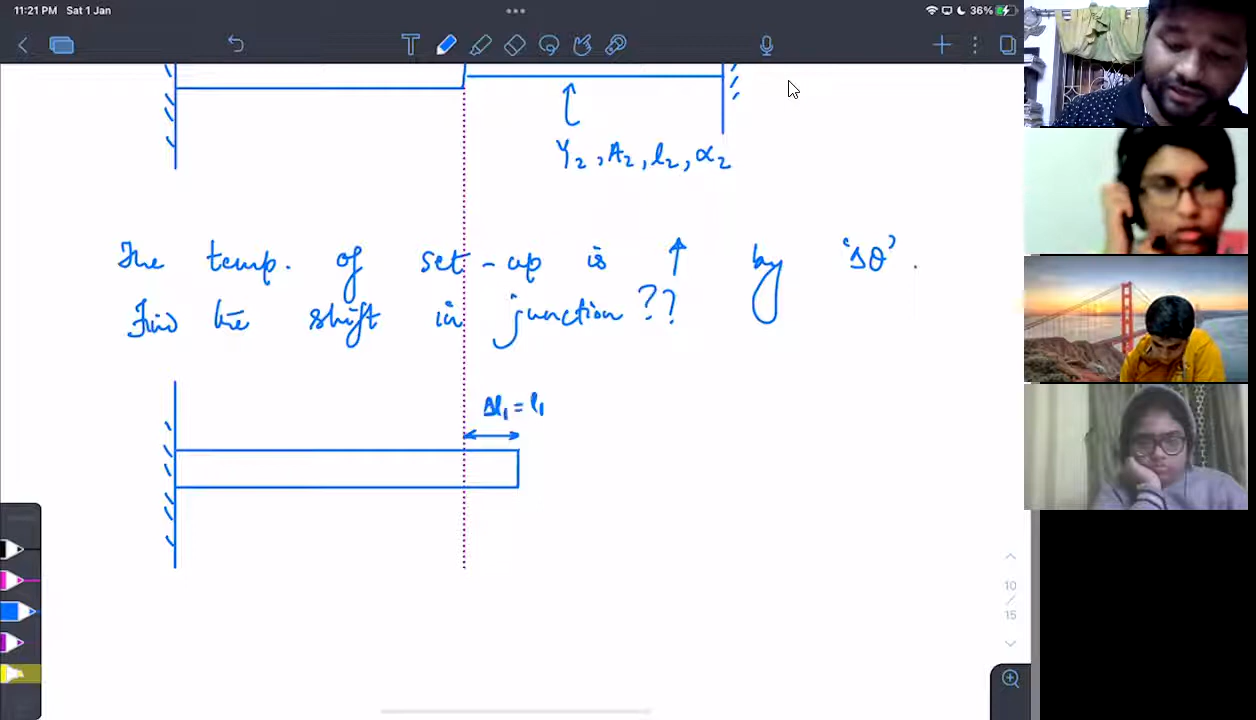 11:21 PM Sat 1 Jan
36%
Y₂, A₂, l₂, α₂
The temp. of set-up is ↑ by 'Δθ'.
Find the shift in junction ??
Δl₁ = l₁
10
/
15